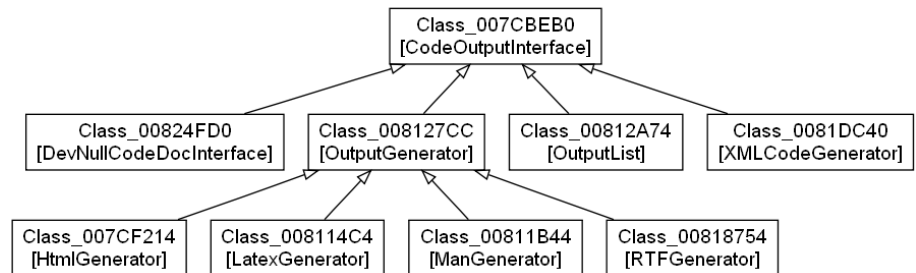 Class_007CBEB0
[CodeOutputInterface]
Class_00824FD0
[DevNullCodeDocInterface]
Class_008127CC
[OutputGenerator]
Class_00812A74
[OutputList]
Class_0081DC40
[XMLCodeGenerator]
Class_007CF214
[HtmlGenerator]
Class_008114C4
[LatexGenerator]
Class_00811B44
[ManGenerator]
Class_00818754
[RTFGenerator]